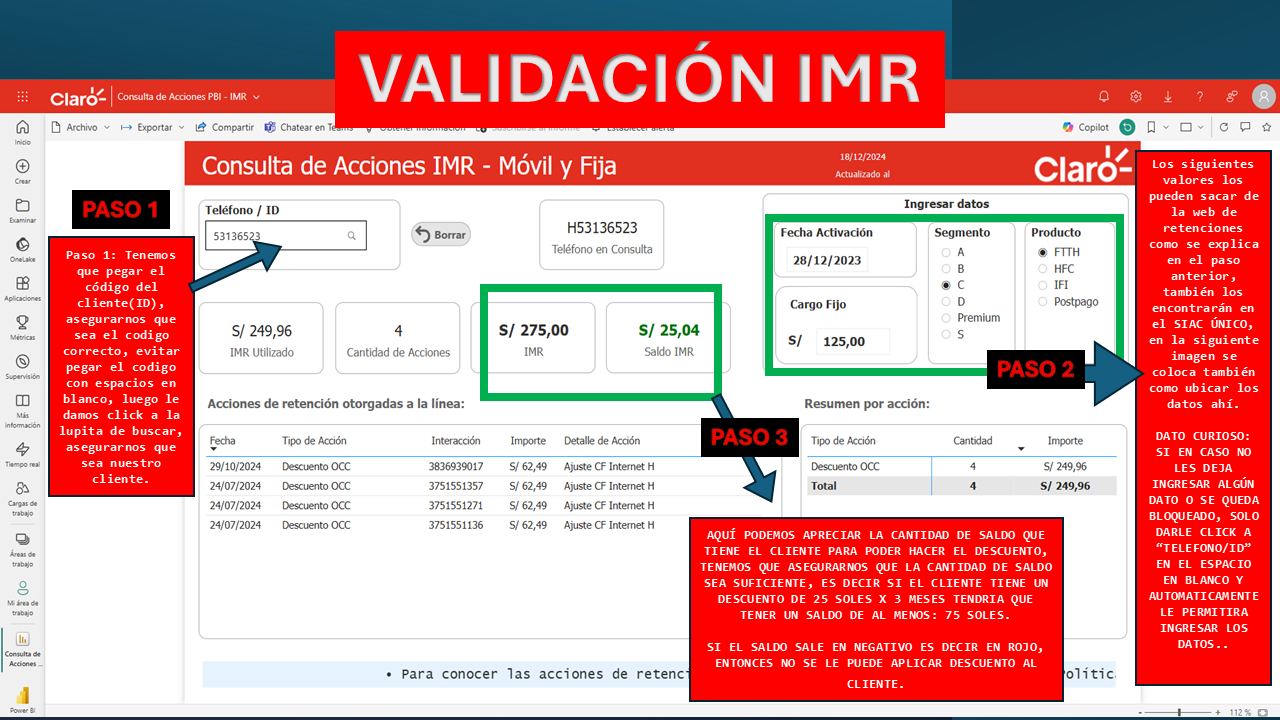 VALIDACIÓN IMR
Claro
Consulta de Acciones PBI - IMR
Archivo
Exportar
Compartir
Chatear en Teams
Obtener información
Suscribirse al informe
Establecer alerta
Copilot
Inicio
Crear
Examinar
OneLake
Aplicaciones
Métricas
Supervisión
Más
información
Tiempo real
Cargas de
trabajo
Áreas de
trabajo
Mi área de
trabajo
Consulta de
Acciones ...
Power BI
Consulta de Acciones IMR - Móvil y Fija
18/12/2024
Actualizado al
Claro
PASO 1
Paso 1: Tenemos
que pegar el
código del
cliente(ID),
asegurarnos que
sea el codigo
correcto, evitar
pegar el codigo
con espacios en
blanco, luego le
damos click a la
lupita de buscar,
asegurarnos que
sea nuestro
cliente.
Teléfono / ID
53136523
Borrar
H53136523
Teléfono en Consulta
Ingresar datos
Fecha Activación
28/12/2023
Cargo Fijo
S/ 125,00
Segmento
A
B
C
D
Premium
S
Producto
FTTH
HFC
IFI
Postpago
PASO 2
S/ 249,96
IMR Utilizado
4
Cantidad de Acciones
S/ 275,00
IMR
S/ 25,04
Saldo IMR
Acciones de retención otorgadas a la línea:
Fecha Tipo de Acción Interacción Importe Detalle de Acción
29/10/2024 Descuento OCC 3836939017 S/ 62,49 Ajuste CF Internet H
24/07/2024 Descuento OCC 3751551357 S/ 62,49 Ajuste CF Internet H
24/07/2024 Descuento OCC 3751551271 S/ 62,49 Ajuste CF Internet H
24/07/2024 Descuento OCC 3751551136 S/ 62,49 Ajuste CF Internet H
PASO 3
Resumen por acción:
Tipo de Acción Cantidad Importe
Descuento OCC 4 S/ 249,96
Total 4 S/ 249,96
AQUÍ PODEMOS APRECIAR LA CANTIDAD DE SALDO QUE
TIENE EL CLIENTE PARA PODER HACER EL DESCUENTO,
TENEMOS QUE ASEGURARNOS QUE LA CANTIDAD DE SALDO
SEA SUFICIENTE, ES DECIR SI EL CLIENTE TIENE UN
DESCUENTO DE 25 SOLES X 3 MESES TENDRIA QUE
TENER UN SALDO DE AL MENOS: 75 SOLES.
SI EL SALDO SALE EN NEGATIVO ES DECIR EN ROJO,
ENTONCES NO SE LE PUEDE APLICAR DESCUENTO AL
CLIENTE.
• Para conocer las acciones de retenci
Los siguientes
valores los
pueden sacar de
la web de
retenciones
como se explica
en el paso
anterior,
también los
encontrarán en
el SIAC ÚNICO,
en la siguiente
imagen se
coloca también
como ubicar los
datos ahí.
DATO CURIOSO:
SI EN CASO NO
LES DEJA
INGRESAR ALGÚN
DATO O SE QUEDA
BLOQUEADO, SOLO
DARLE CLICK A
“TELEFONO/ID”
EN EL ESPACIO
EN BLANCO Y
AUTOMATICAMENTE
LE PERMITIRA
INGRESAR LOS
DATOS..
112 %